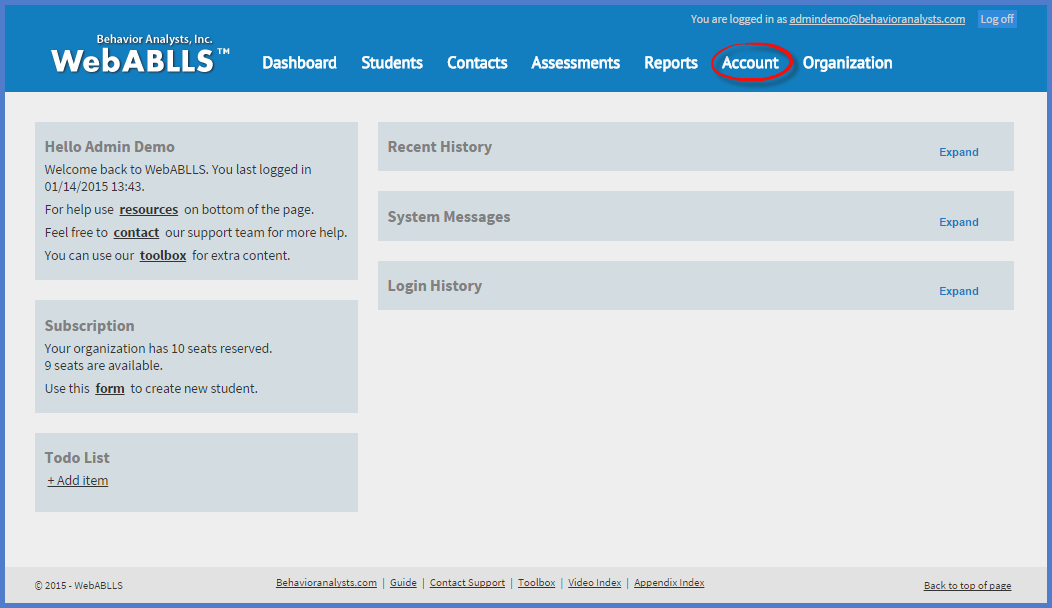 You are logged in as admindemo@behavioranalysts.com Log off
Behavior Analysts, Inc.
WebABLLS™
Dashboard Students Contacts Assessments Reports Account Organization
Hello Admin Demo
Welcome back to WebABLLS. You last logged in
01/14/2015 13:43.
For help use resources on bottom of the page.
Feel free to contact our support team for more help.
You can use our toolbox for extra content.
Subscription
Your organization has 10 seats reserved.
9 seats are available.
Use this form to create new student.
Todo List
+ Add item
Recent History
Expand
System Messages
Expand
Login History
Expand
© 2015 - WebABLLS
Behavioranalysts.com | Guide | Contact Support | Toolbox | Video Index | Appendix Index
Back to top of page